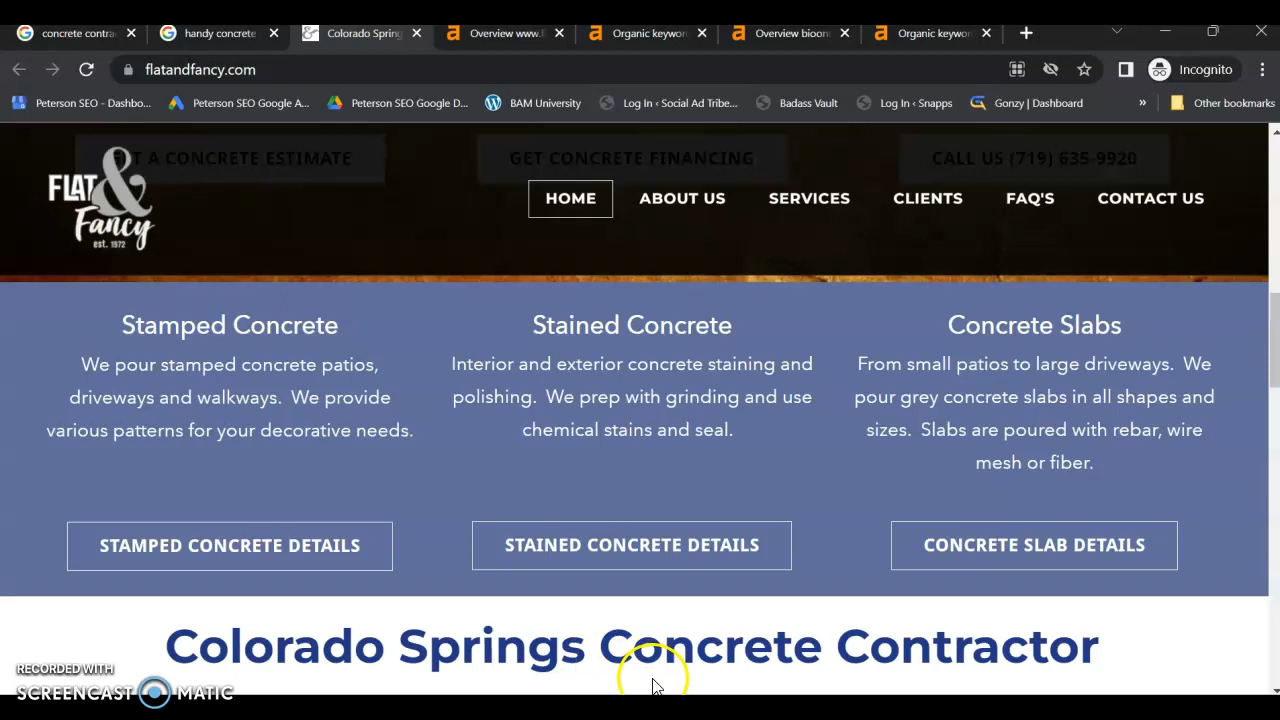 concrete contra
handy concrete
Colorado Spring
Overview www.f
Organic keywor
Overview bioon
Organic keywor
flatandfancy.com
Incognito
Peterson SEO - Dashbo...
Peterson SEO Google A...
Peterson SEO Google D...
BAM University
Log In ‹ Social Ad Tribe...
Badass Vault
Log In ‹ Snapps
Gonzy | Dashboard
»
Other bookmarks
T A CONCRETE ESTIMATE
GET CONCRETE FINANCING
CALL US (719) 635-9920
FLAT & Fancy
est. 1972
HOME
ABOUT US
SERVICES
CLIENTS
FAQ'S
CONTACT US
Stamped Concrete
We pour stamped concrete patios,
driveways and walkways. We provide
various patterns for your decorative needs.
STAMPED CONCRETE DETAILS
Stained Concrete
Interior and exterior concrete staining and
polishing. We prep with grinding and use
chemical stains and seal.
STAINED CONCRETE DETAILS
Concrete Slabs
From small patios to large driveways. We
pour grey concrete slabs in all shapes and
sizes. Slabs are poured with rebar, wire
mesh or fiber.
CONCRETE SLAB DETAILS
Colorado Springs Concrete Contractor
RECORDED WITH
SCREENCAST MATIC